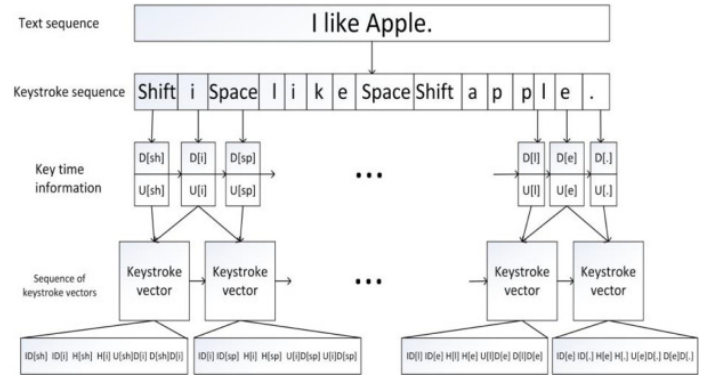 Text sequence I like Apple.
Keystroke sequence Shift i Space l i k e Space Shift a p p l e .
Key time information
D[sh] D[i] D[sp] ... D[l] D[e] D[.]
U[sh] U[i] U[sp] U[l] U[e] U[.]
Sequence of keystroke vectors
Keystroke vector Keystroke vector ... Keystroke vector Keystroke vector
ID[sh] ID[i] H[sh] H[i] U[sh]D[i] D[sh]D[i]
ID[i] ID[sp] H[i] H[sp] U[i]D[sp] U[i]D[sp]
ID[l] ID[e] H[l] H[e] U[l]D[e] D[l]D[e]
ID[e] ID[.] H[e] H[.] U[e]D[.] D[e]D[.]